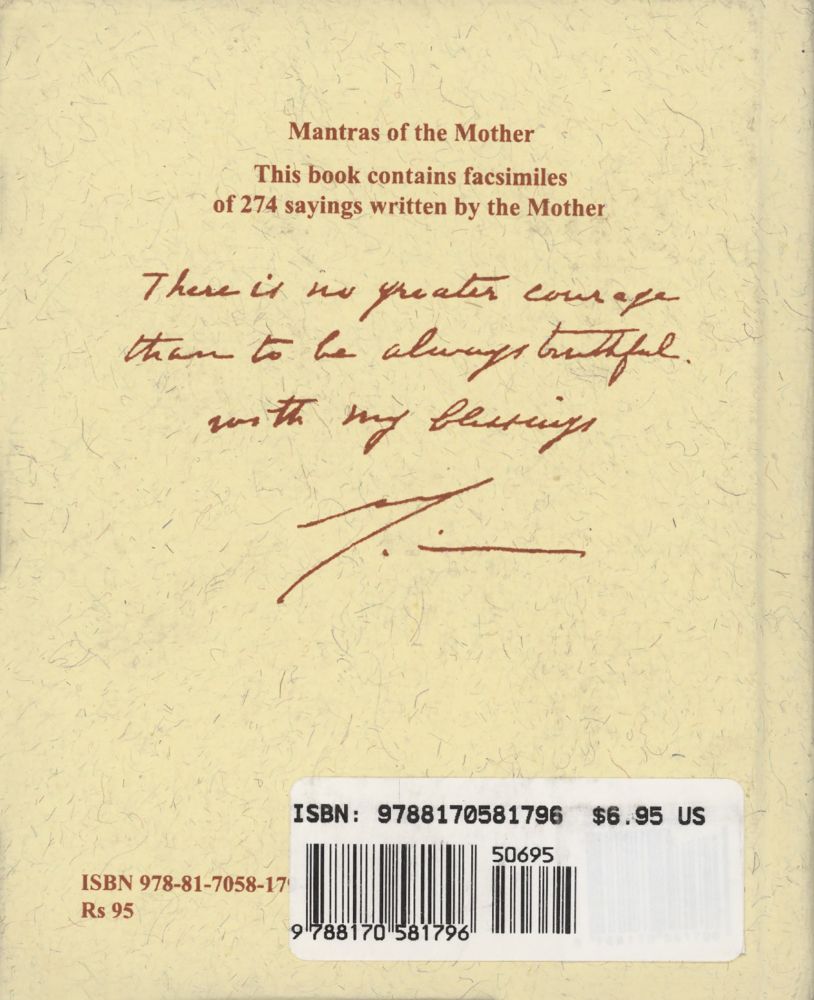 Mantras of the Mother
This book contains facsimiles
of 274 sayings written by the Mother
There is no greater courage
than to be always truthful.
with my blessings
ISBN: 9788170581796 $6.95 US
50695
ISBN 978-81-7058-17
Rs 95
9 788170 581796